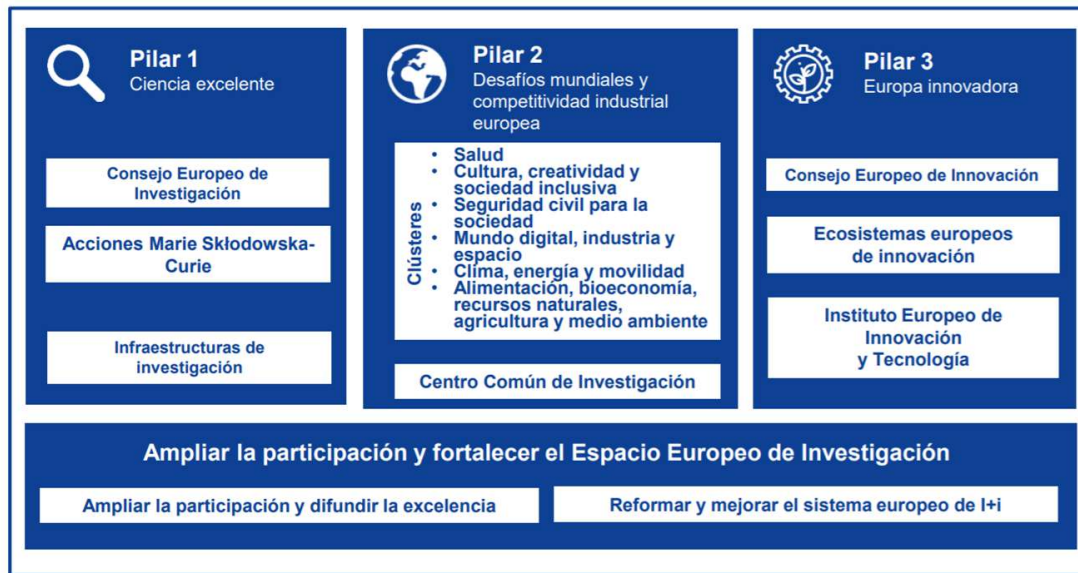 Pilar 1
Ciencia excelente
Consejo Europeo de
Investigación
Acciones Marie Skłodowska-
Curie
Infraestructuras de
investigación
Pilar 2
Desafíos mundiales y
competitividad industrial
europea
Clústeres
• Salud
• Cultura, creatividad y
sociedad inclusiva
• Seguridad civil para la
sociedad
• Mundo digital, industria y
espacio
• Clima, energía y movilidad
• Alimentación, bioeconomía,
recursos naturales,
agricultura y medio ambiente
Centro Común de Investigación
Pilar 3
Europa innovadora
Consejo Europeo de Innovación
Ecosistemas europeos
de innovación
Instituto Europeo de
Innovación
y Tecnología
Ampliar la participación y fortalecer el Espacio Europeo de Investigación
Ampliar la participación y difundir la excelencia
Reformar y mejorar el sistema europeo de I+i